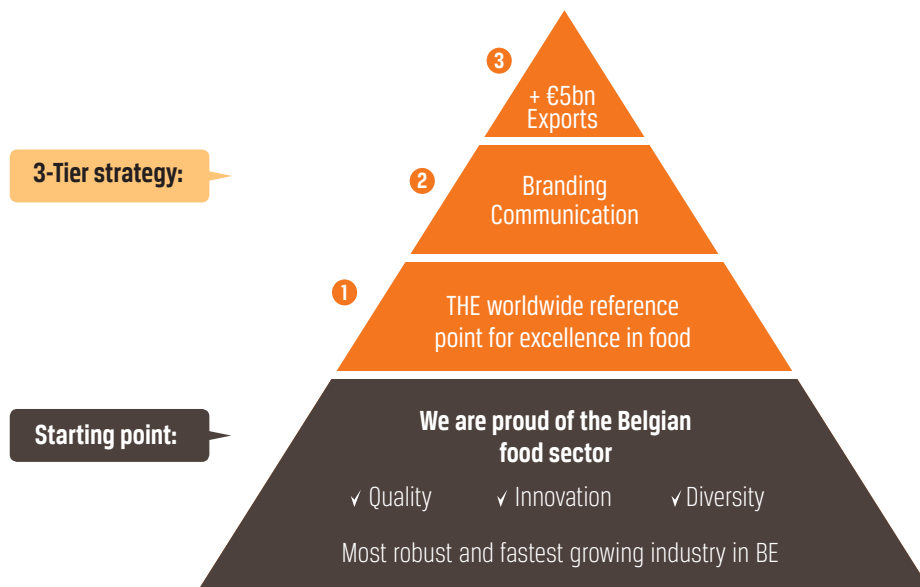 3
+ €5bn
Exports
3-Tier strategy:
2
Branding
Communication
1
THE worldwide reference
point for excellence in food
Starting point:
We are proud of the Belgian
food sector
✓ Quality ✓ Innovation ✓ Diversity
Most robust and fastest growing industry in BE